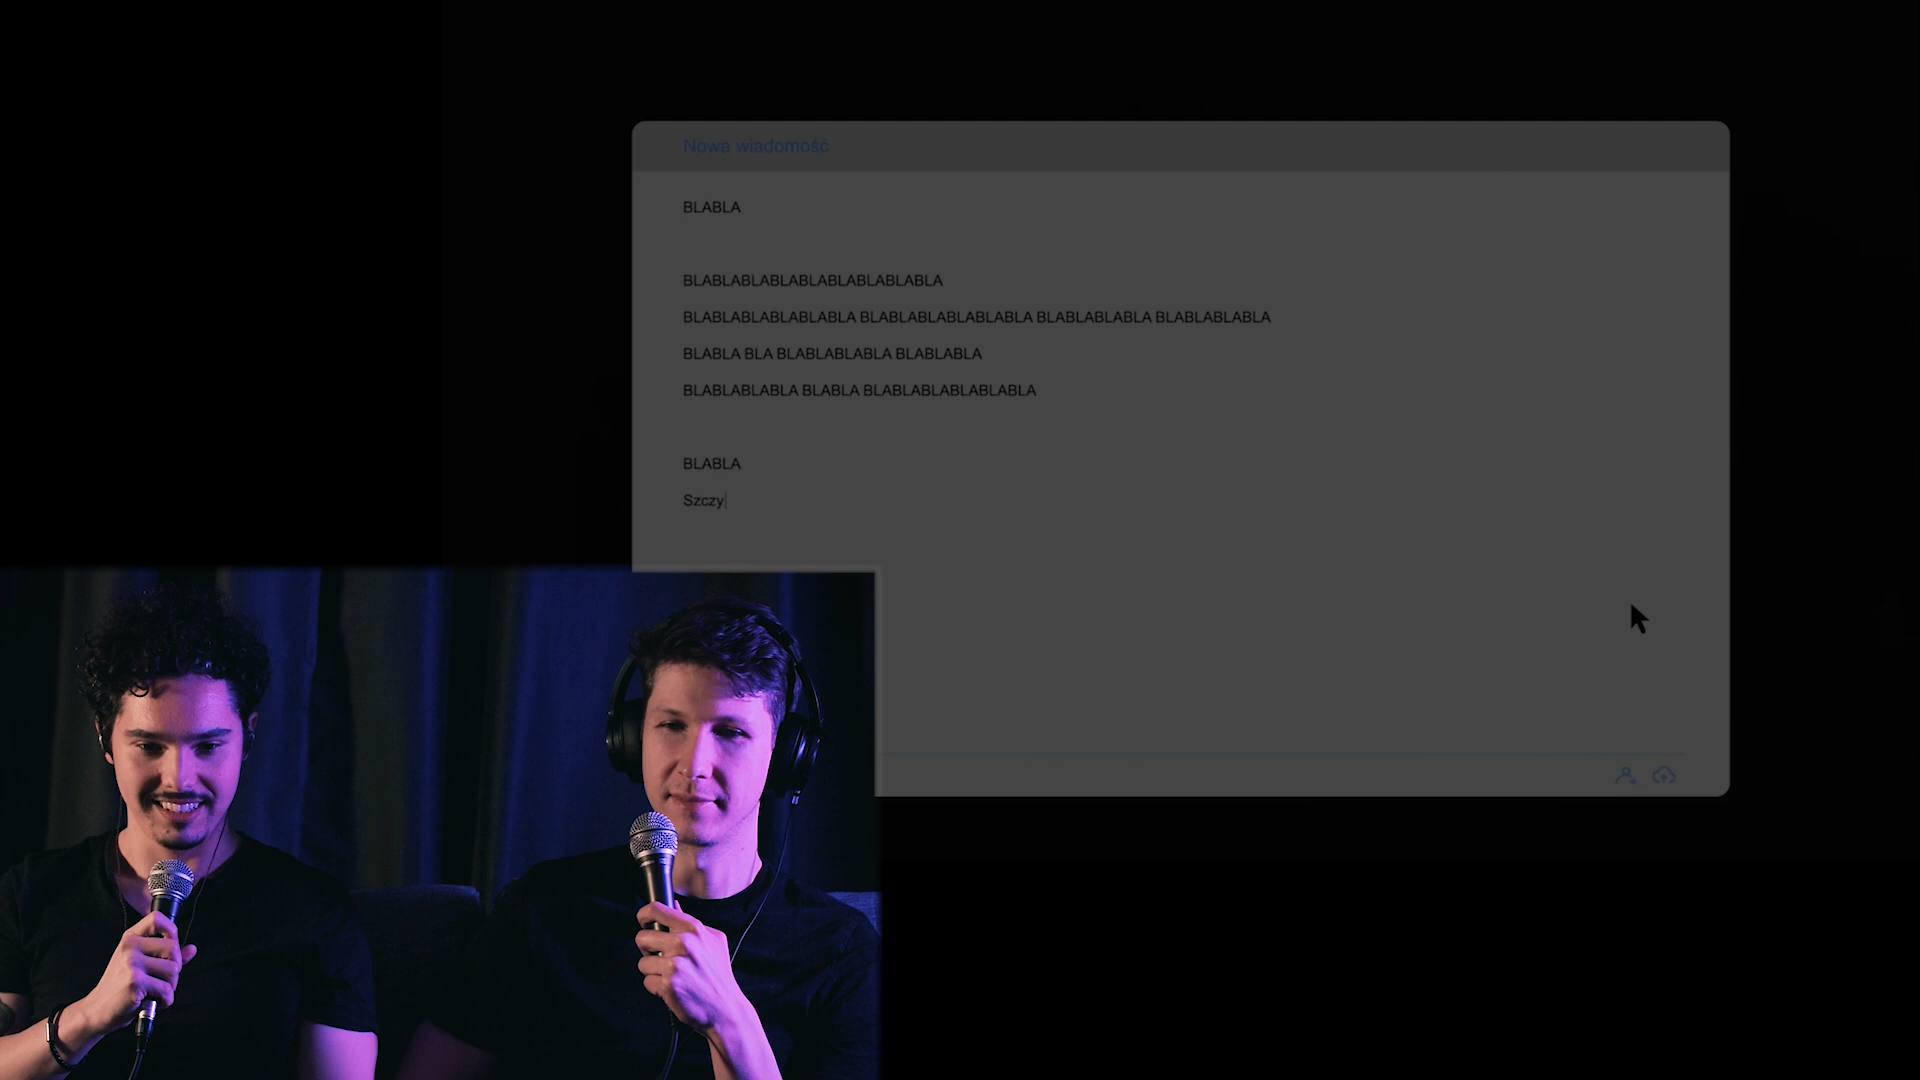 Nowa wiadomość
BLABLA
BLABLABLABLABLABLABLABLABLA
BLABLABLABLABLABLA BLABLABLABLABLABLA BLABLABLABLA BLABLABLABLA
BLABLA BLA BLABLABLABLA BLABLABLA
BLABLABLABLA BLABLA BLABLABLABLABLABLA
BLABLA
Szczy